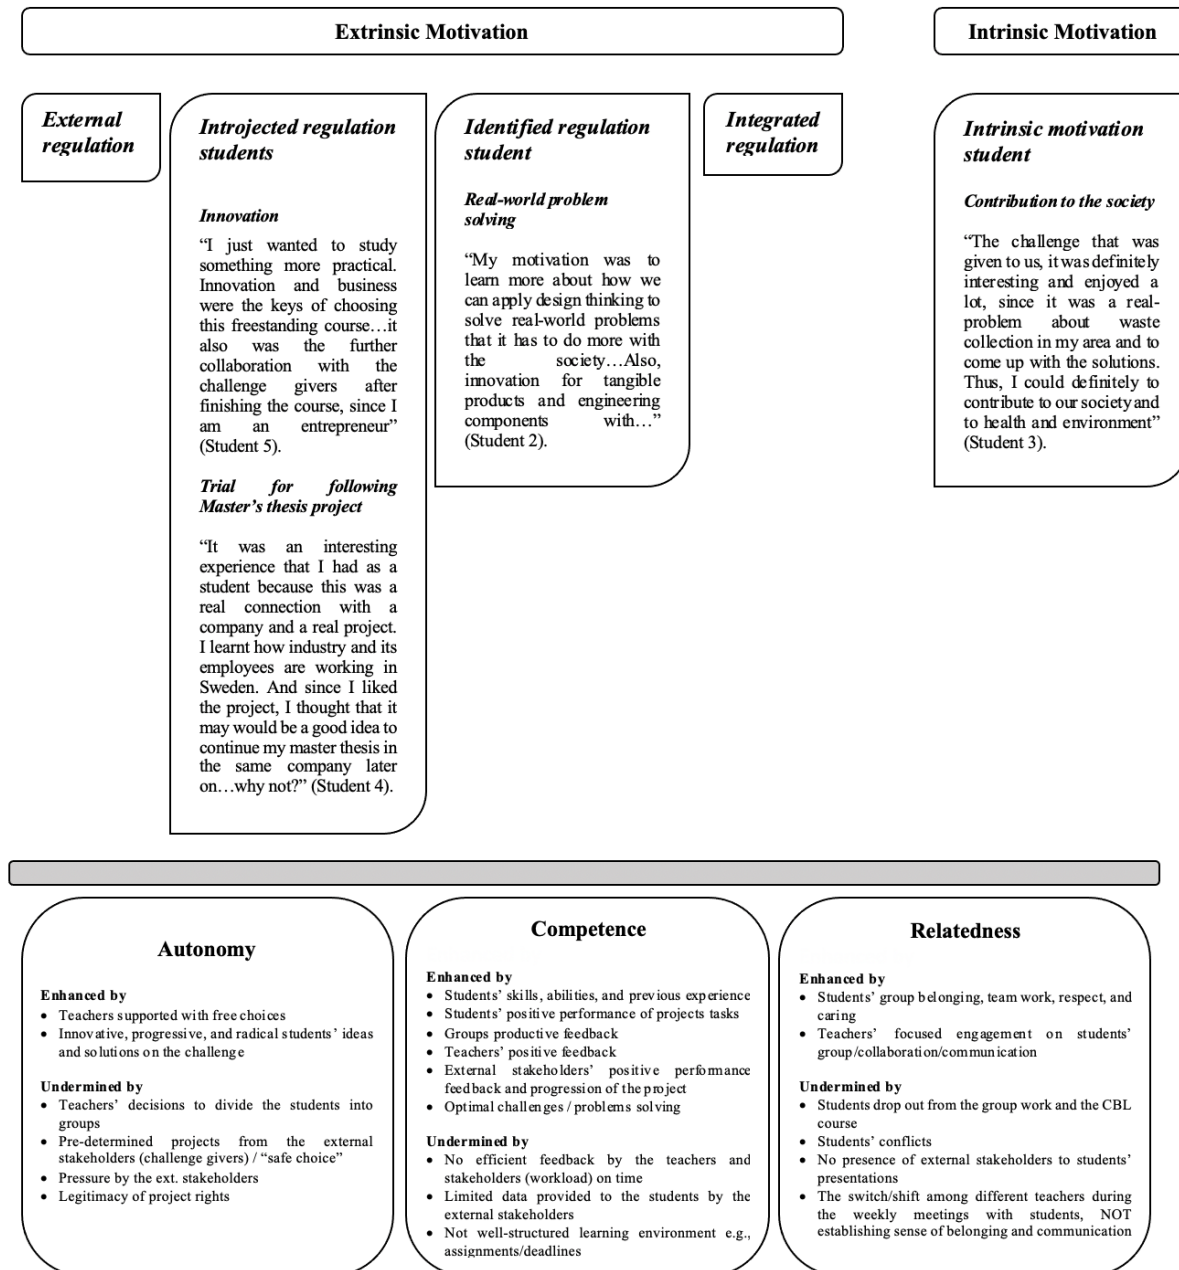 Extrinsic Motivation
Intrinsic Motivation
External
regulation
Introjected regulation
students
Innovation
“I just wanted to study
something more practical.
Innovation and business
were the keys of choosing
this freestanding course…it
also was the further
collaboration with the
challenge givers after
finishing the course, since I
am an entrepreneur”
(Student 5).
Trial for following
Master’s thesis project
“It was an interesting
experience that I had as a
student because this was a
real connection with a
company and a real project.
I learnt how industry and its
employees are working in
Sweden. And since I liked
the project, I thought that it
may would be a good idea to
continue my master thesis in
the same company later
on…why not?” (Student 4).
Identified regulation
student
Real-world problem
solving
“My motivation was to
learn more about how we
can apply design thinking to
solve real-world problems
that it has to do more with
the society…Also,
innovation for tangible
products and engineering
components with…”
(Student 2).
Integrated
regulation
Intrinsic motivation
student
Contribution to the society
“The challenge that was
given to us, it was definitely
interesting and enjoyed a
lot, since it was a real-
problem about waste
collection in my area and to
come up with the solutions.
Thus, I could definitely to
contribute to our society and
to health and environment”
(Student 3).
Autonomy
Enhanced by
• Teachers supported with free choices
• Innovative, progressive, and radical students’ ideas
and solutions on the challenge
Undermined by
• Teachers’ decisions to divide the students into
groups
• Pre-determined projects from the external
stakeholders (challenge givers) / “safe choice”
• Pressure by the ext. stakeholders
• Legitimacy of project rights
Competence
Enhanced by
• Students’ skills, abilities, and previous experience
• Students’ positive performance of projects tasks
• Groups productive feedback
• Teachers’ positive feedback
• External stakeholders’ positive performance
feedback and progression of the project
• Optimal challenges / problems solving
Undermined by
• No efficient feedback by the teachers and
stakeholders (workload) on time
• Limited data provided to the students by the
external stakeholders
• Not well-structured learning environment e.g.,
assignments/deadlines
Relatedness
Enhanced by
• Students’ group belonging, team work, respect, and
caring
• Teachers’ focused engagement on students’
group/collaboration/communication
Undermined by
• Students drop out from the group work and the CBL
course
• Students’ conflicts
• No presence of external stakeholders to students’
presentations
• The switch/shift among different teachers during
the weekly meetings with students, NOT
establishing sense of belonging and communication